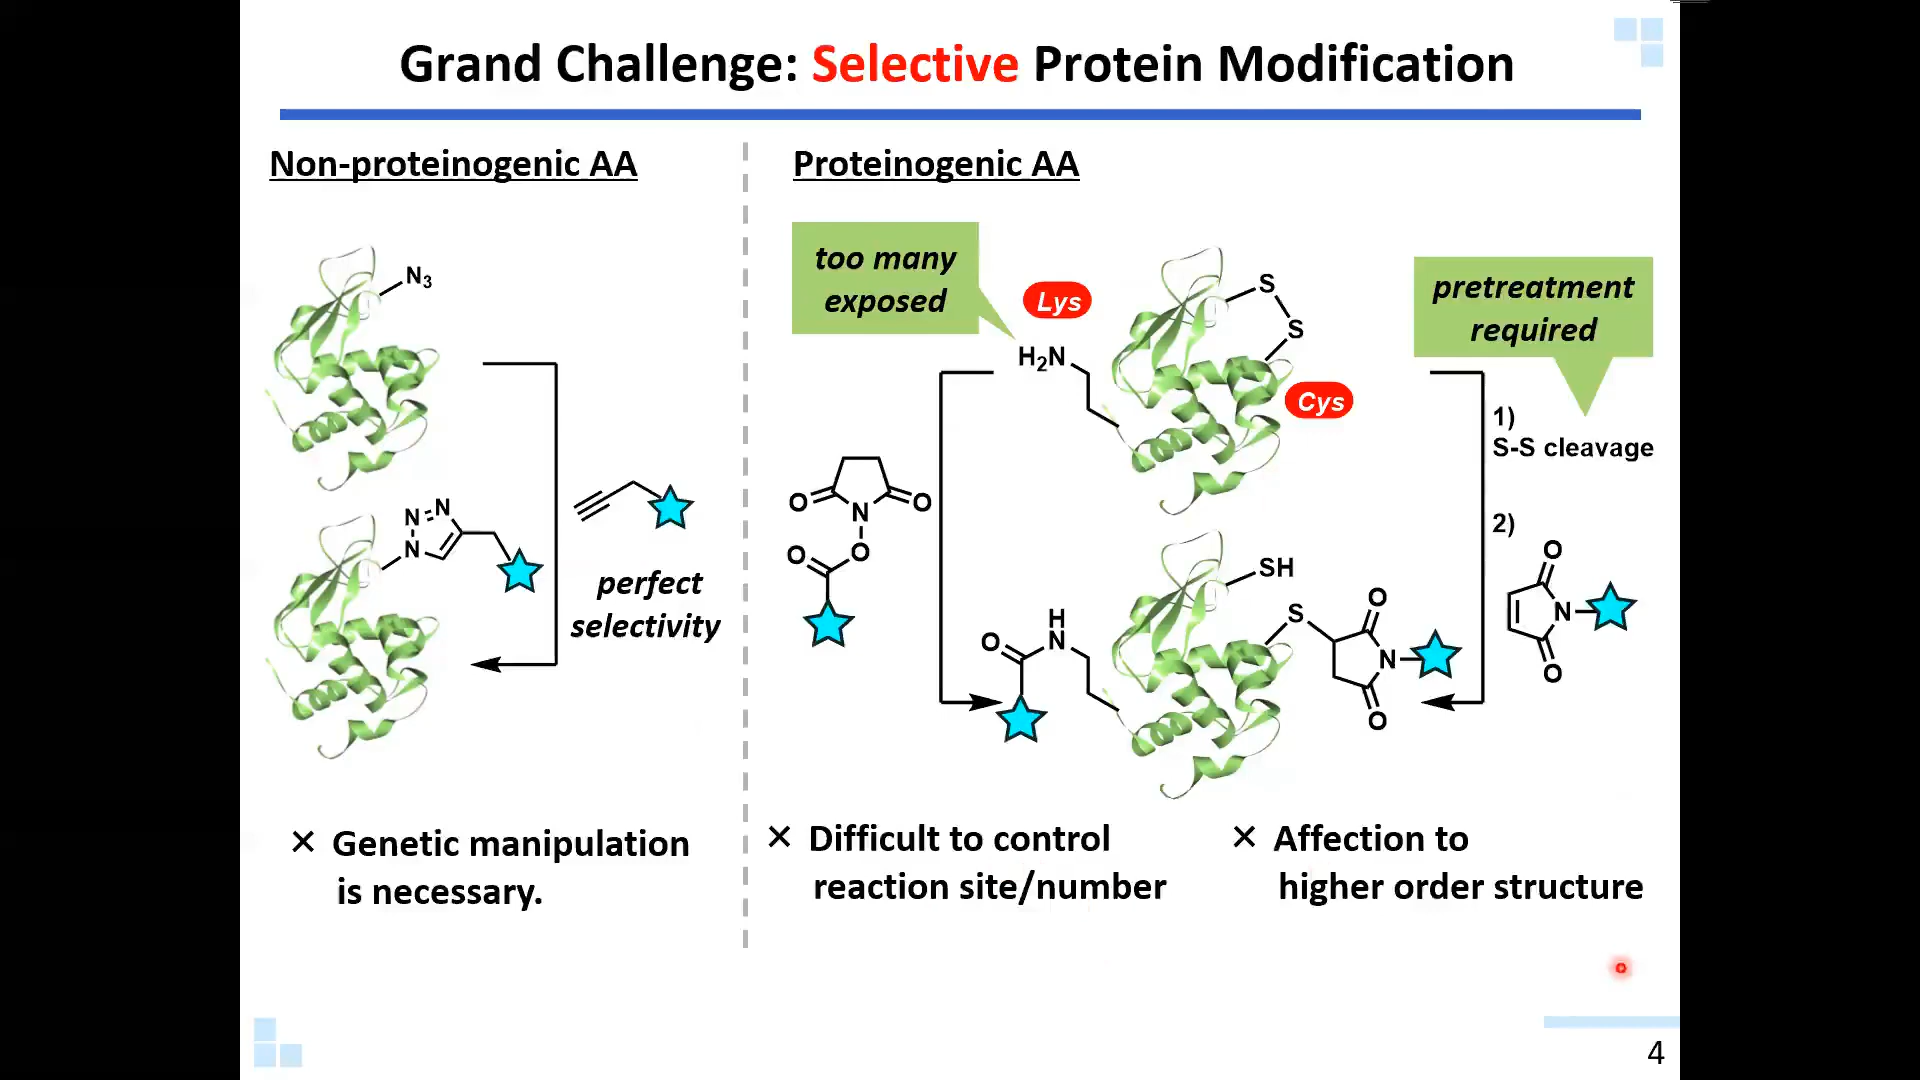 Grand Challenge: Selective Protein Modification
Non-proteinogenic AA
N3
N=N
N
perfect
selectivity
× Genetic manipulation
is necessary.
Proteinogenic AA
too many
exposed
Lys
H2N
S
S
Cys
pretreatment
required
1)
S-S cleavage
2)
O
O
N
O
O
H
N
O
SH
S
O
N
O
O
N
O
× Difficult to control
reaction site/number
× Affection to
higher order structure
4